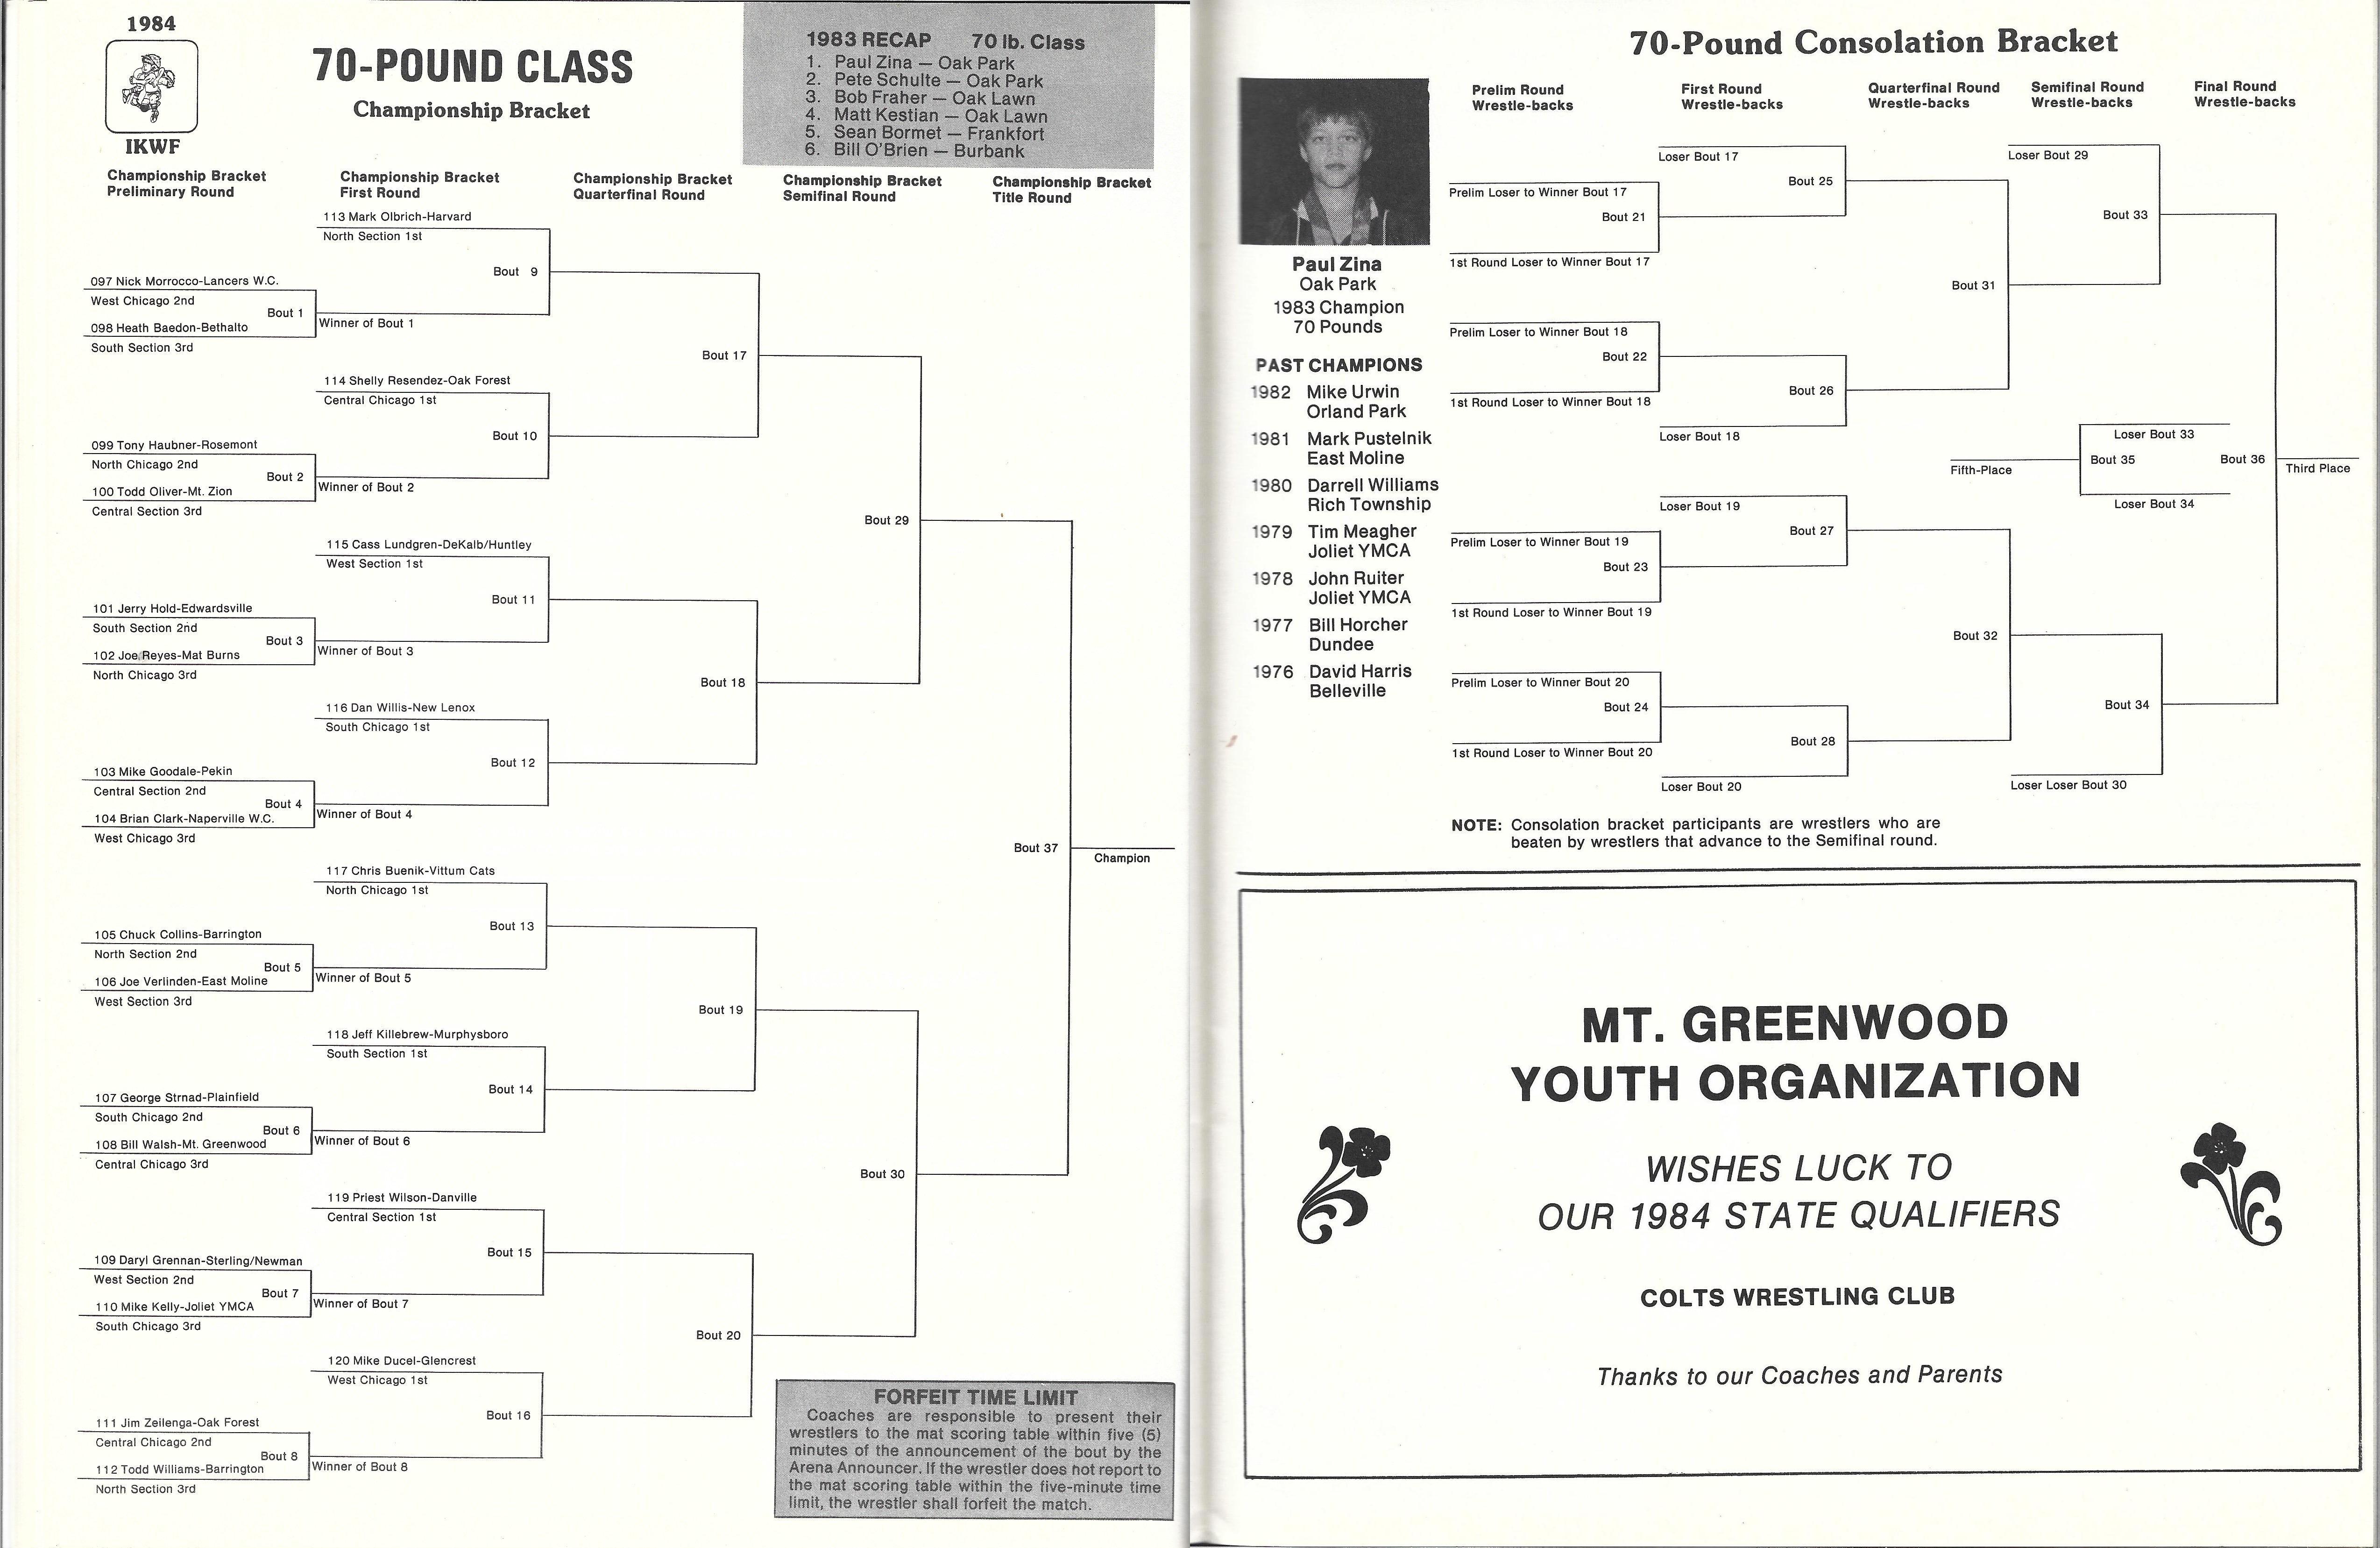 1984
IKWF
70-POUND CLASS
Championship Bracket
1983 RECAP 70 lb. Class
1. Paul Zina — Oak Park
2. Pete Schulte — Oak Park
3. Bob Fraher — Oak Lawn
4. Matt Kestian — Oak Lawn
5. Sean Bormet — Frankfort
6. Bill O'Brien — Burbank
Championship Bracket
Preliminary Round
Championship Bracket
First Round
Championship Bracket
Quarterfinal Round
Championship Bracket
Semifinal Round
Championship Bracket
Title Round
113 Mark Olbrich-Harvard
North Section 1st
Bout 9
097 Nick Morrocco-Lancers W.C.
West Chicago 2nd
Bout 1
098 Heath Baedon-Bethalto
South Section 3rd
Winner of Bout 1
Bout 17
114 Shelly Resendez-Oak Forest
Central Chicago 1st
Bout 10
099 Tony Haubner-Rosemont
North Chicago 2nd
Bout 2
100 Todd Oliver-Mt. Zion
Central Section 3rd
Winner of Bout 2
Bout 29
115 Cass Lundgren-DeKalb/Huntley
West Section 1st
Bout 11
101 Jerry Hold-Edwardsville
South Section 2nd
Bout 3
102 Joe Reyes-Mat Burns
North Chicago 3rd
Winner of Bout 3
Bout 18
116 Dan Willis-New Lenox
South Chicago 1st
Bout 12
103 Mike Goodale-Pekin
Central Section 2nd
Bout 4
104 Brian Clark-Naperville W.C.
West Chicago 3rd
Winner of Bout 4
Bout 37
Champion
117 Chris Buenik-Vittum Cats
North Chicago 1st
Bout 13
105 Chuck Collins-Barrington
North Section 2nd
Bout 5
106 Joe Verlinden-East Moline
West Section 3rd
Winner of Bout 5
Bout 19
118 Jeff Killebrew-Murphysboro
South Section 1st
Bout 14
107 George Strnad-Plainfield
South Chicago 2nd
Bout 6
108 Bill Walsh-Mt. Greenwood
Central Chicago 3rd
Winner of Bout 6
Bout 30
119 Priest Wilson-Danville
Central Section 1st
Bout 15
109 Daryl Grennan-Sterling/Newman
West Section 2nd
Bout 7
110 Mike Kelly-Joliet YMCA
South Chicago 3rd
Winner of Bout 7
Bout 20
120 Mike Ducel-Glencrest
West Chicago 1st
Bout 16
111 Jim Zeilenga-Oak Forest
Central Chicago 2nd
Bout 8
112 Todd Williams-Barrington
North Section 3rd
Winner of Bout 8
FORFEIT TIME LIMIT
Coaches are responsible to present their
wrestlers to the mat scoring table within five (5)
minutes of the announcement of the bout by the
Arena Announcer. If the wrestler does not report to
the mat scoring table within the five-minute time
limit, the wrestler shall forfeit the match.
70-Pound Consolation Bracket
Prelim Round
Wrestle-backs
First Round
Wrestle-backs
Quarterfinal Round
Wrestle-backs
Semifinal Round
Wrestle-backs
Final Round
Wrestle-backs
Paul Zina
Oak Park
1983 Champion
70 Pounds
PAST CHAMPIONS
1982 Mike Urwin
Orland Park
1981 Mark Pustelnik
East Moline
1980 Darrell Williams
Rich Township
1979 Tim Meagher
Joliet YMCA
1978 John Ruiter
Joliet YMCA
1977 Bill Horcher
Dundee
1976 David Harris
Belleville
Loser Bout 17
Bout 25
Prelim Loser to Winner Bout 17
Bout 21
1st Round Loser to Winner Bout 17
Loser Bout 29
Bout 33
Bout 31
Prelim Loser to Winner Bout 18
Bout 22
1st Round Loser to Winner Bout 18
Bout 26
Loser Bout 18
Loser Bout 33
Fifth-Place
Bout 35
Loser Bout 34
Bout 36
Third Place
Loser Bout 19
Bout 27
Prelim Loser to Winner Bout 19
Bout 23
1st Round Loser to Winner Bout 19
Bout 32
Prelim Loser to Winner Bout 20
Bout 24
1st Round Loser to Winner Bout 20
Bout 28
Loser Bout 20
Bout 34
Loser Loser Bout 30
NOTE: Consolation bracket participants are wrestlers who are
beaten by wrestlers that advance to the Semifinal round.
MT. GREENWOOD
YOUTH ORGANIZATION
WISHES LUCK TO
OUR 1984 STATE QUALIFIERS
COLTS WRESTLING CLUB
Thanks to our Coaches and Parents